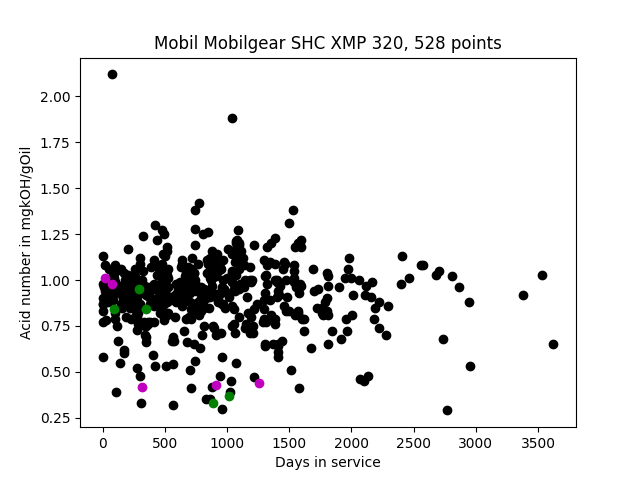 Mobil Mobilgear SHC XMP 320, 528 points
Acid number in mgKOH/gOil
2.00
1.75
1.50
1.25
1.00
0.75
0.50
0.25
0 500 1000 1500 2000 2500 3000 3500
Days in service